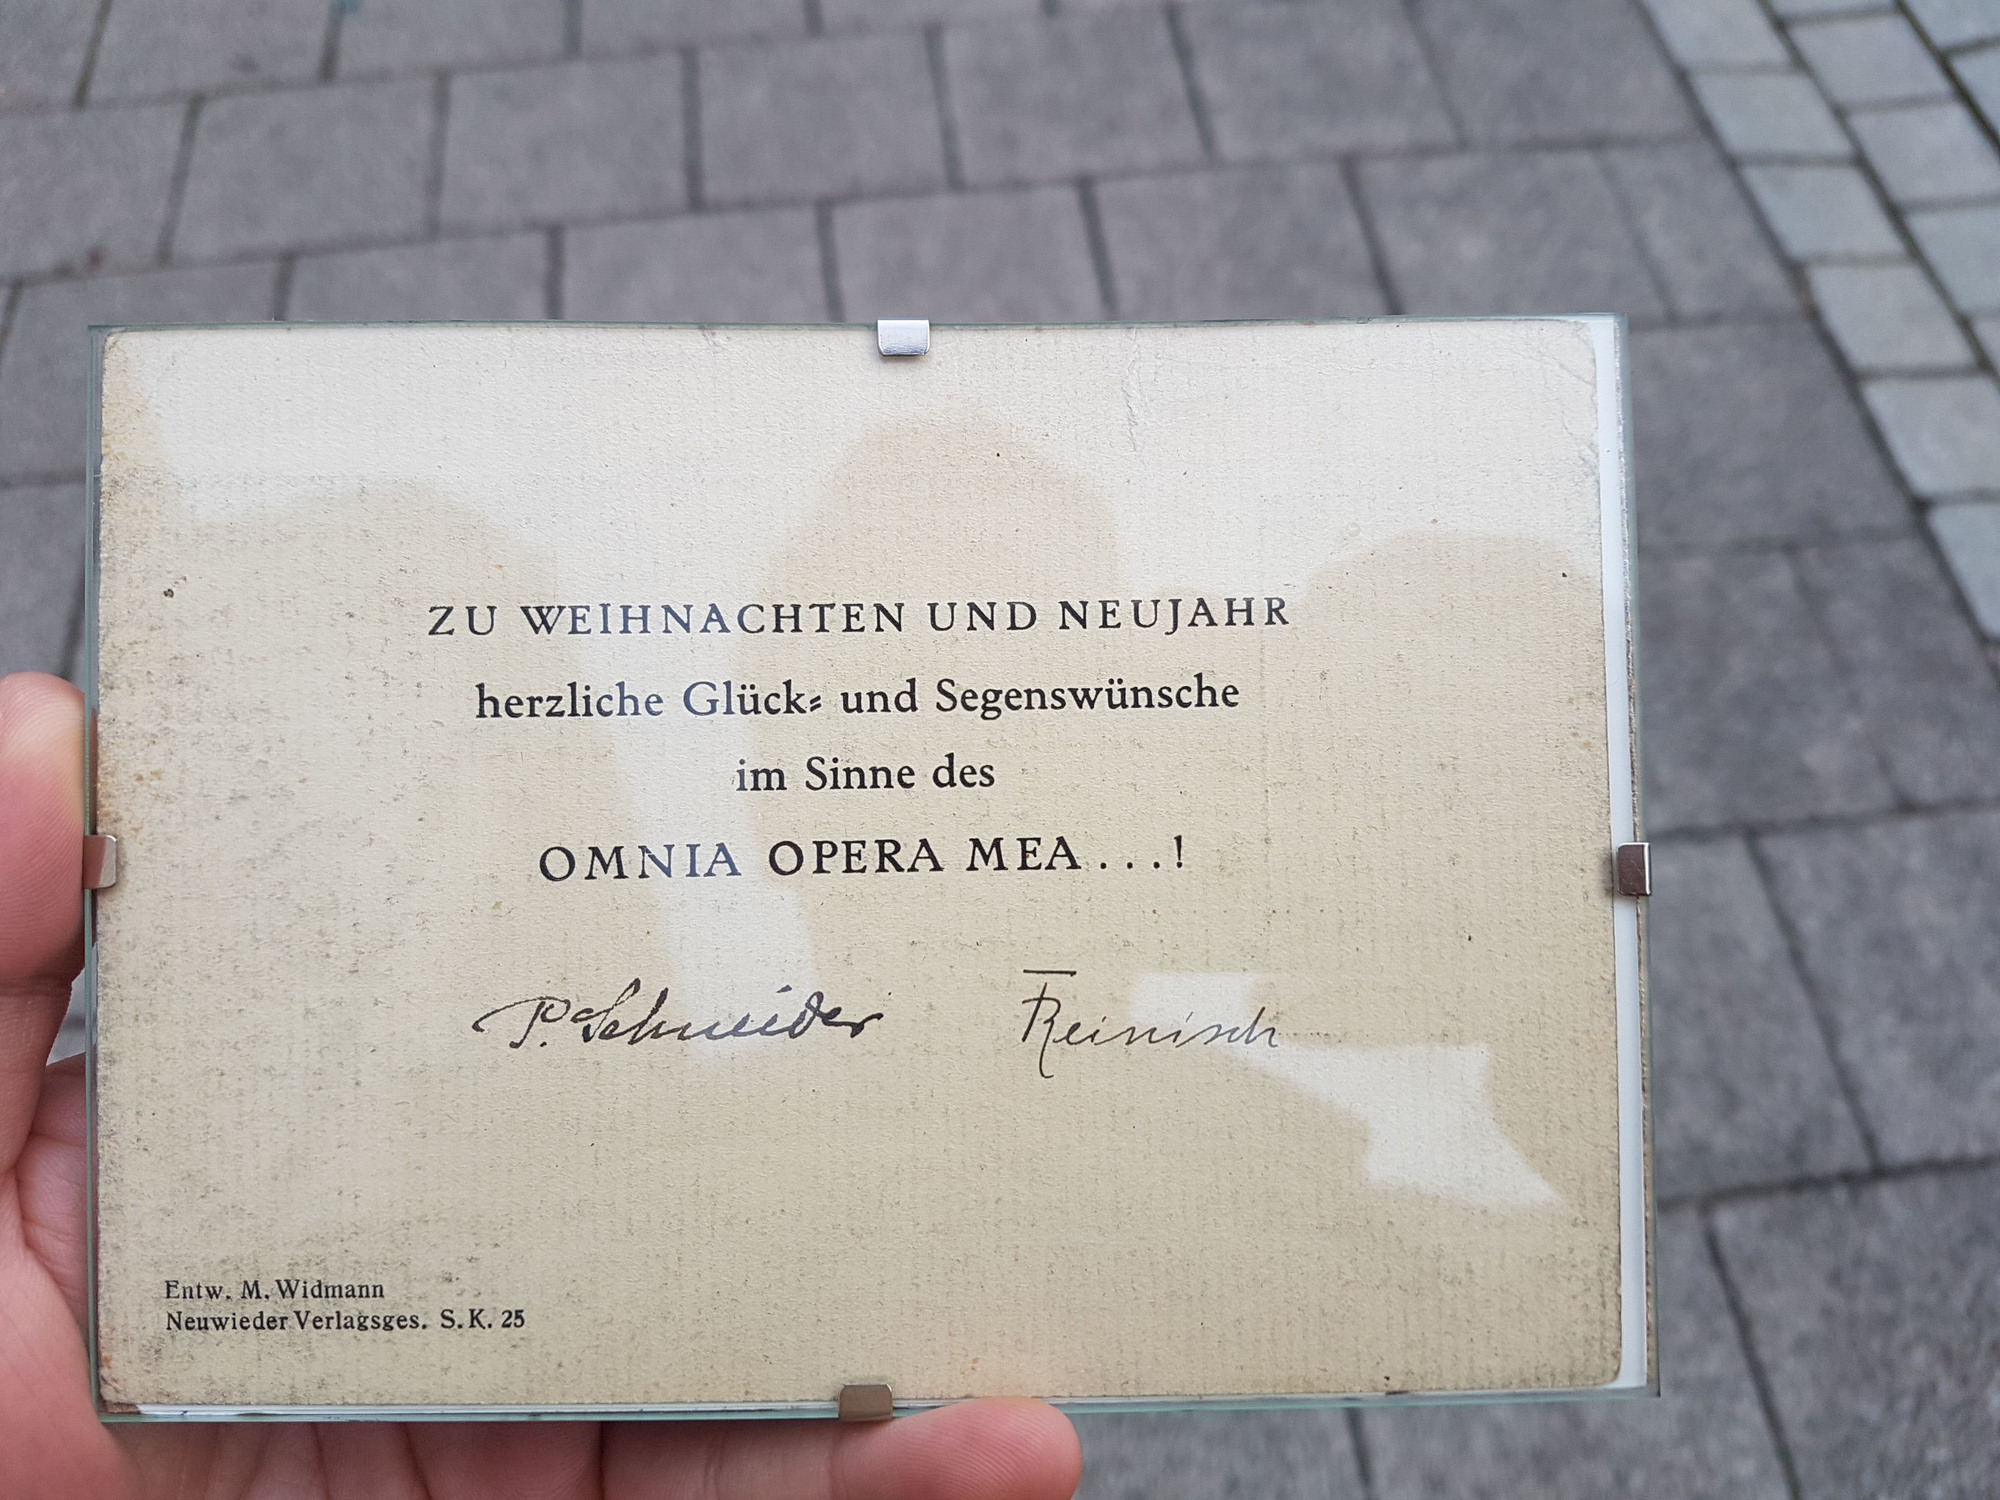 ZU WEIHNACHTEN UND NEUJAHR
herzliche Glück⸗ und Segenswünsche
im Sinne des
OMNIA OPERA MEA...!
P. Schneider FReinisch
Entw. M. Widmann
Neuwieder Verlagsges. S.K. 25